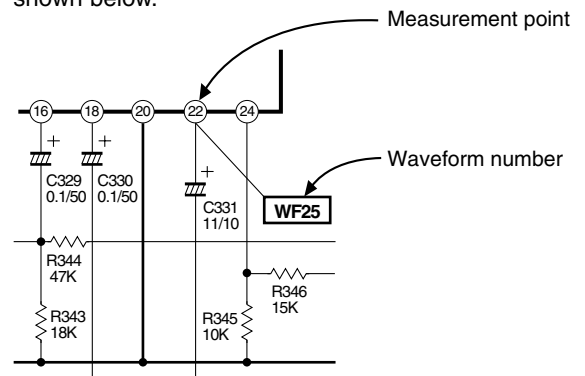 shown below.
Measurement point
16 18 20 22 24
+ + +
C329 C330
0.1/50 0.1/50
C331
11/10
Waveform number
WF25
R344
47K
R346
15K
R343
18K
R345
10K